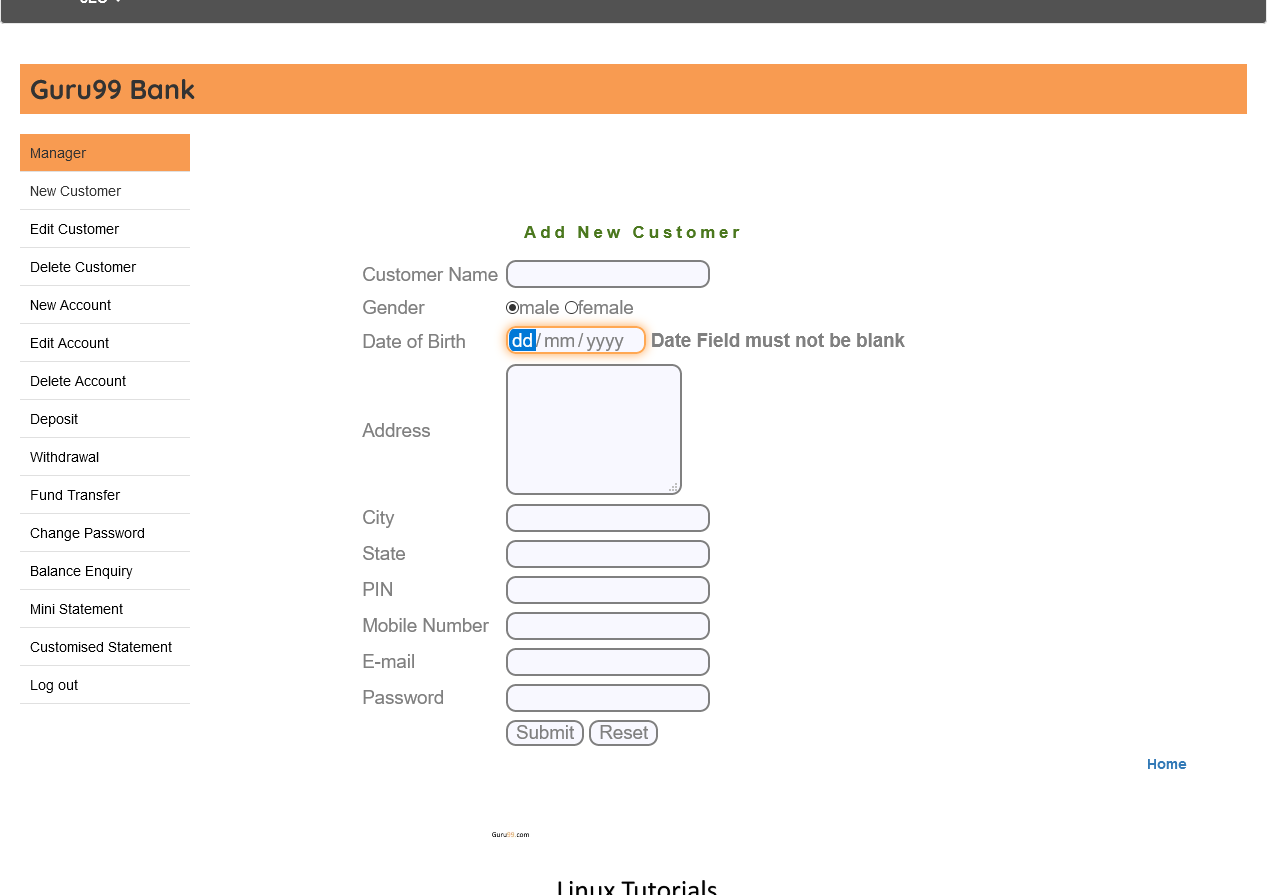 Guru99 Bank
Manager
New Customer
Edit Customer
Delete Customer
New Account
Edit Account
Delete Account
Deposit
Withdrawal
Fund Transfer
Change Password
Balance Enquiry
Mini Statement
Customised Statement
Log out
Add New Customer
Customer Name
Gender male female
Date of Birth dd/mm/yyyy Date Field must not be blank
Address
City
State
PIN
Mobile Number
E-mail
Password
Submit Reset
Home
Guru99.com
Linux Tutorials